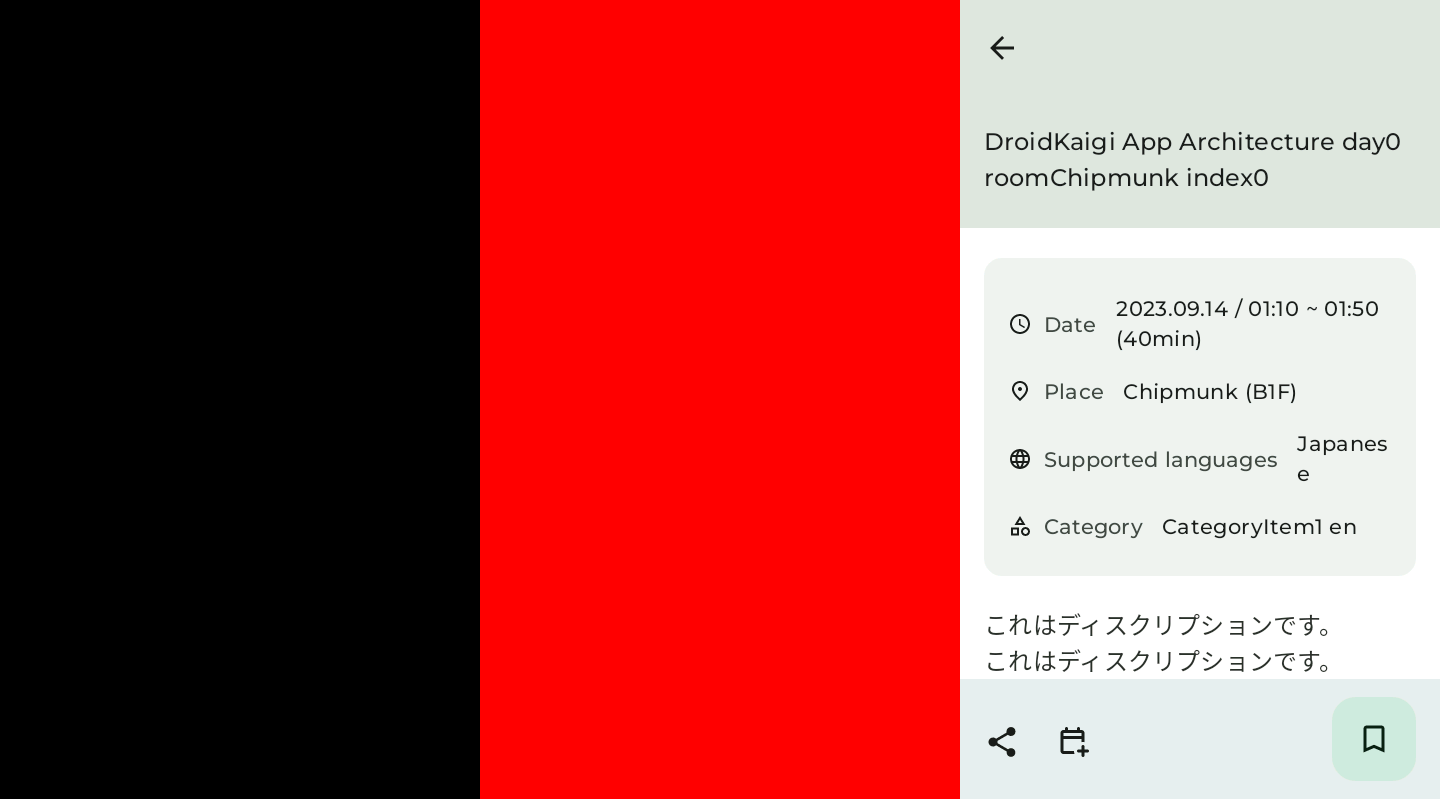 DroidKaigi App Architecture day0
roomChipmunk index0
Date
2023.09.14 / 01:10 ~ 01:50
(40min)
Place
Chipmunk (B1F)
Supported languages
Japanes
e
Category
CategoryItem1 en
これはディスクリプションです。
これはディスクリプションです。